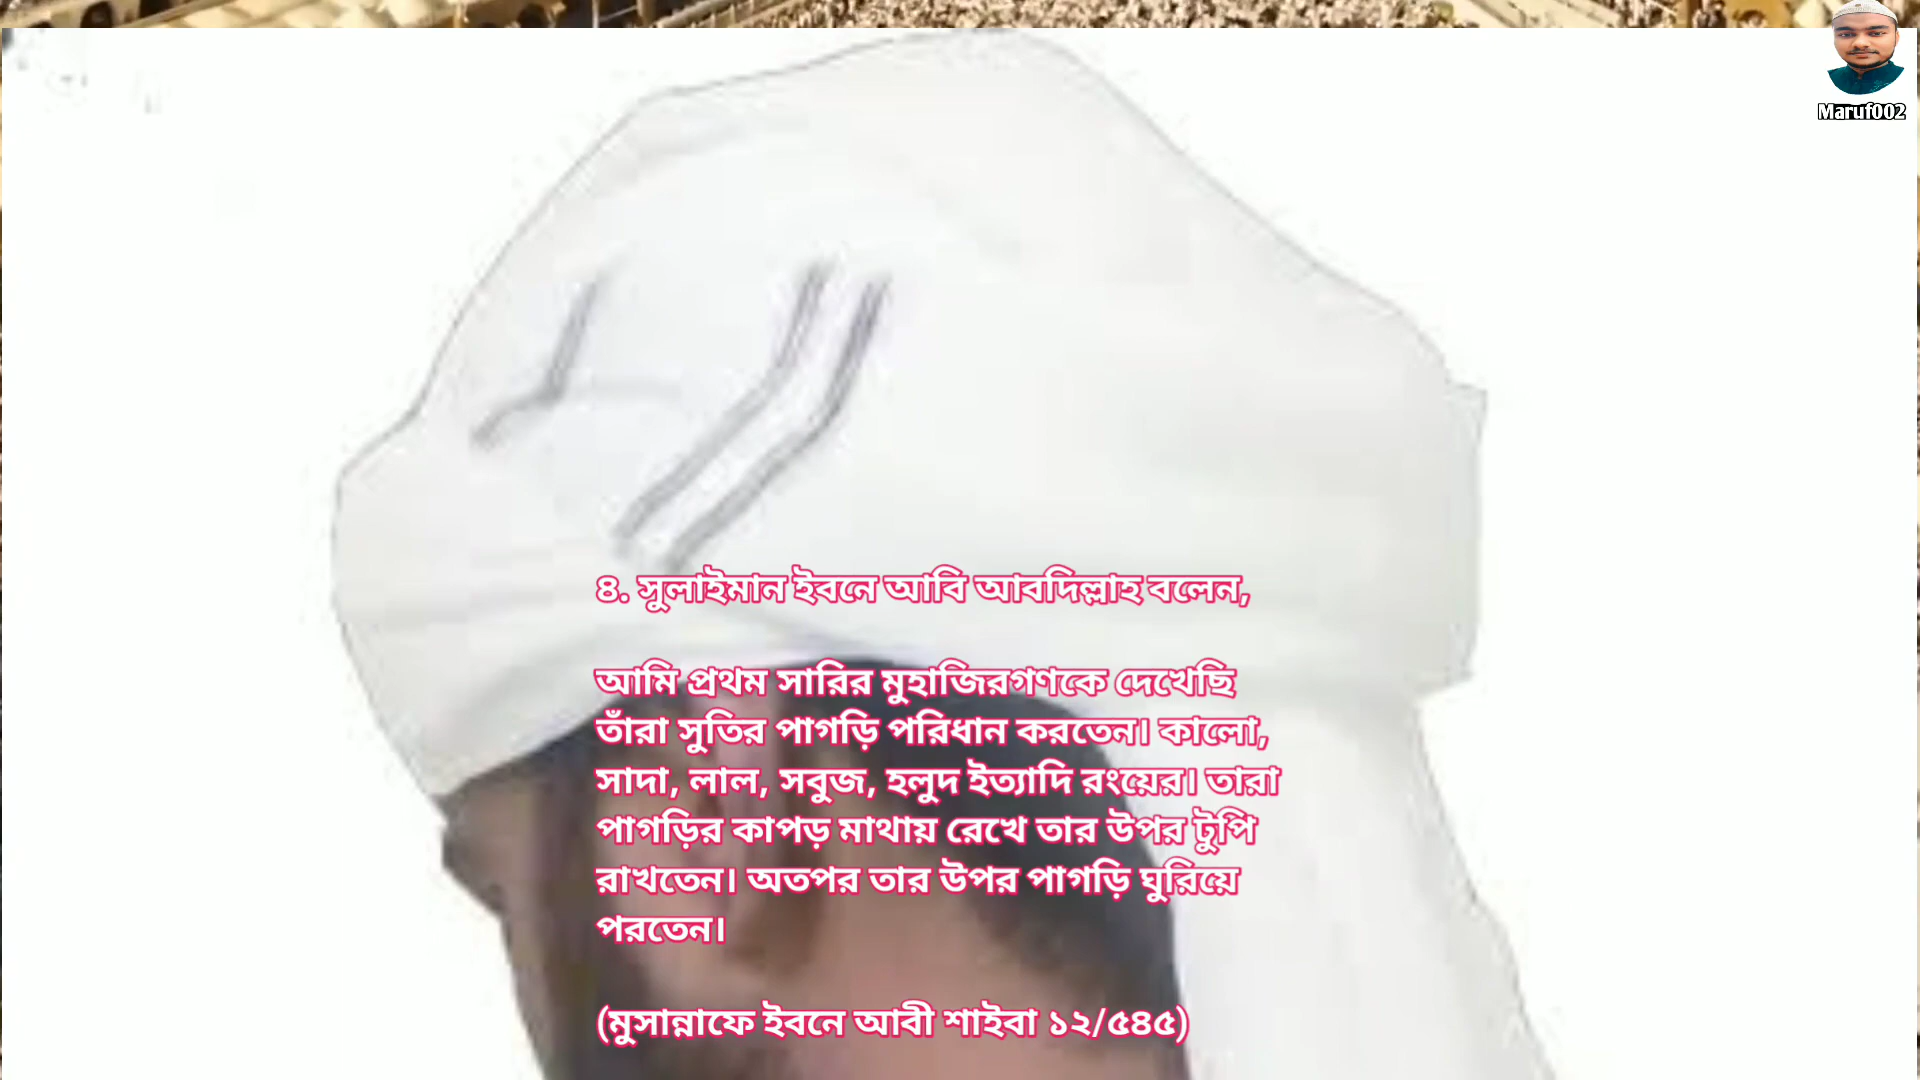 Maruf002
৪. সুলাইমান ইবনে আবি আবদিল্লাহ বলেন,
আমি প্রথম সারির মুহাজিরগণকে দেখেছি
তাঁরা সুতির পাগড়ি পরিধান করতেন। কালো,
সাদা, লাল, সবুজ, হলুদ ইত্যাদি রংয়ের। তারা
পাগড়ির কাপড় মাথায় রেখে তার উপর টুপি
রাখতেন। অতপর তার উপর পাগড়ি ঘুরিয়ে
পরতেন।
(মুসান্নাফে ইবনে আবী শাইবা ১২/৫৪৫)